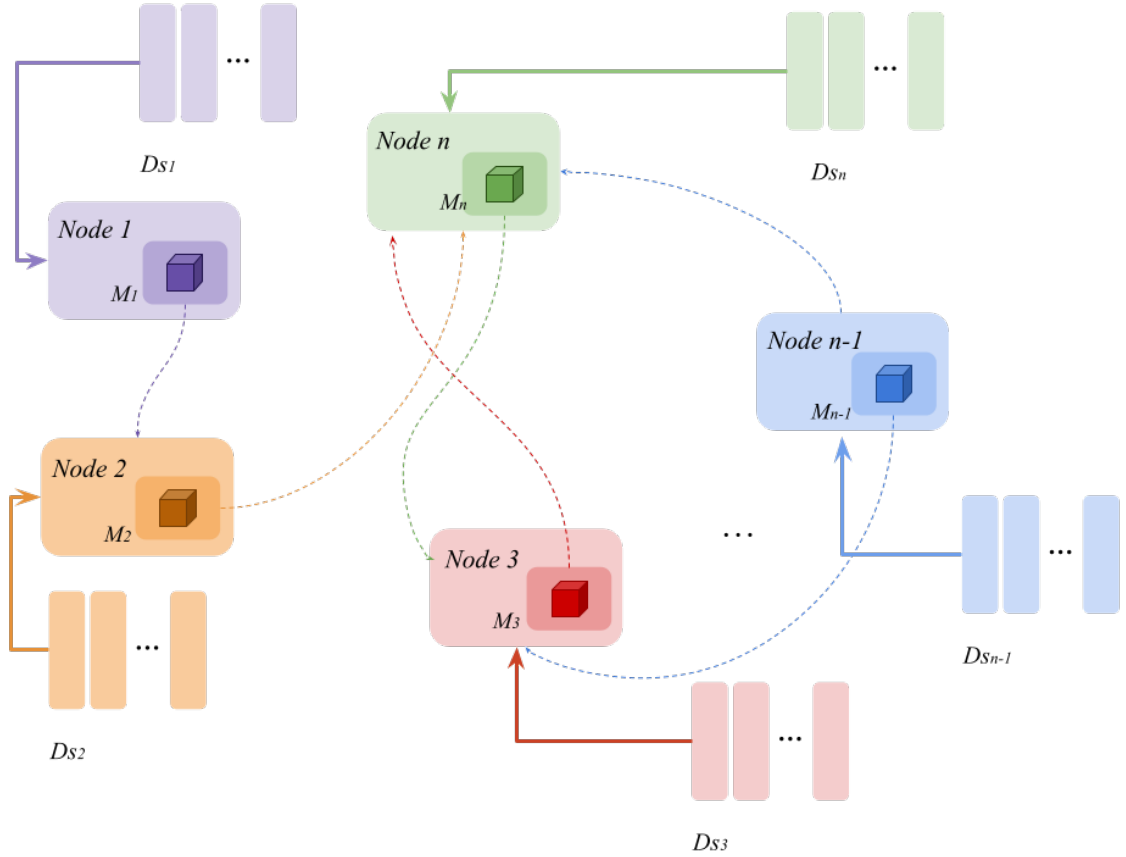 ...
Ds1
...
Dsn
Node n
Mn
Node 1
M1
Node n-1
Mn-1
Node 2
M2
Node 3
M3
...
...
Dsn-1
...
Ds2
...
Ds3